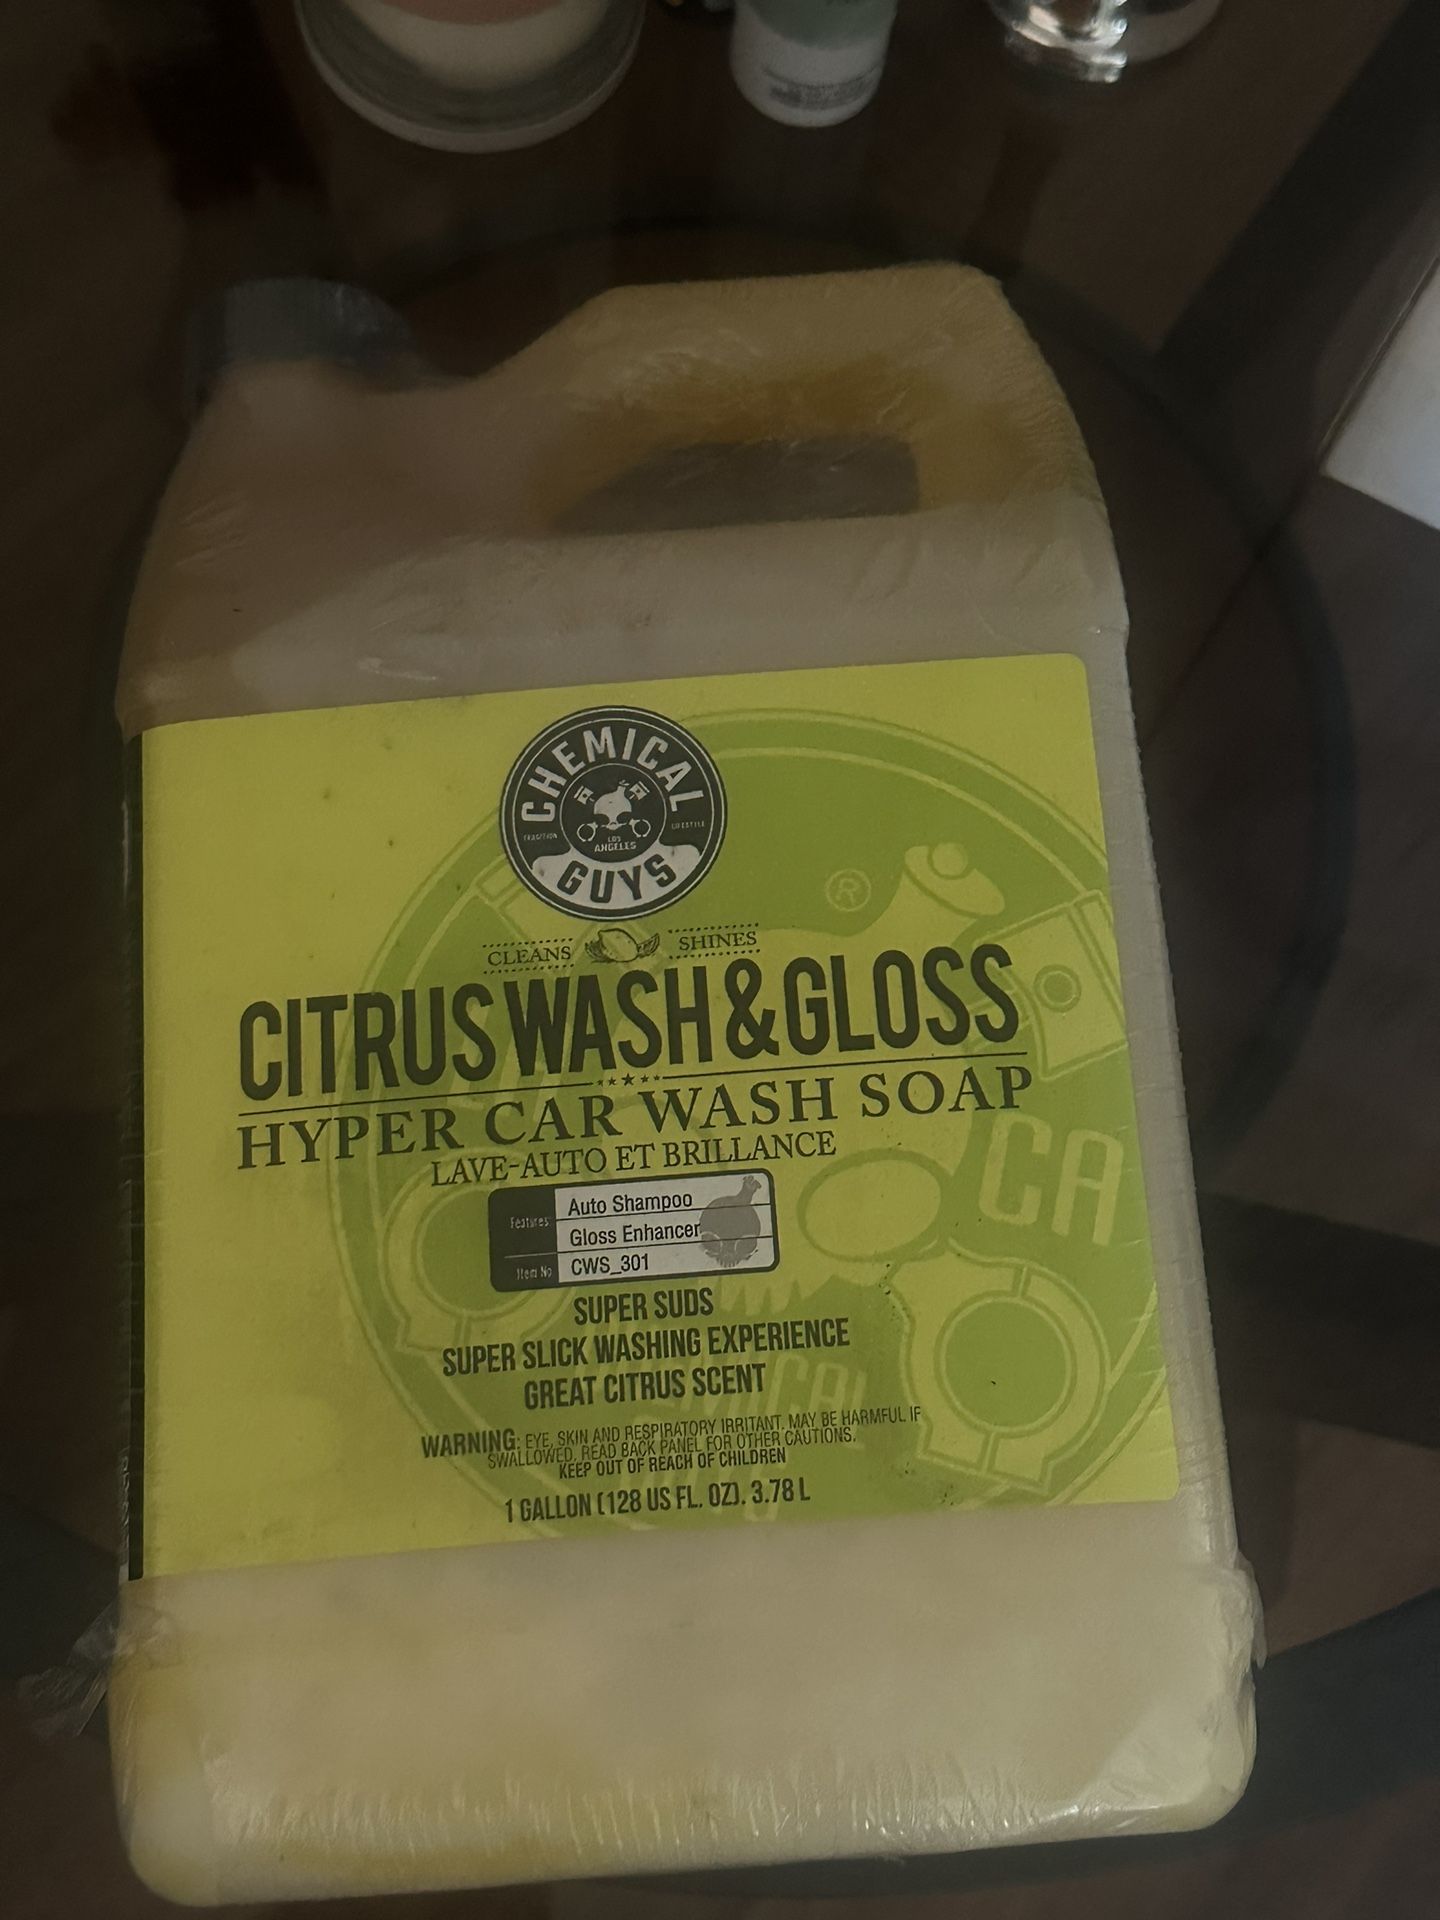 CHEMICAL
TRADITION
LIFESTYLE
LOS
ANGELES
GUYS
®
CLEANS SHINES
CITRUS WASH & GLOSS
HYPER CAR WASH SOAP
LAVE-AUTO ET BRILLANCE
Features Auto Shampoo
Gloss Enhancer
Item No CWS_301
CA
SUPER SUDS
SUPER SLICK WASHING EXPERIENCE
GREAT CITRUS SCENT
WARNING: EYE, SKIN AND RESPIRATORY IRRITANT. MAY BE HARMFUL IF
SWALLOWED. READ BACK PANEL FOR OTHER CAUTIONS.
KEEP OUT OF REACH OF CHILDREN
1 GALLON (128 US FL. OZ). 3.78 L